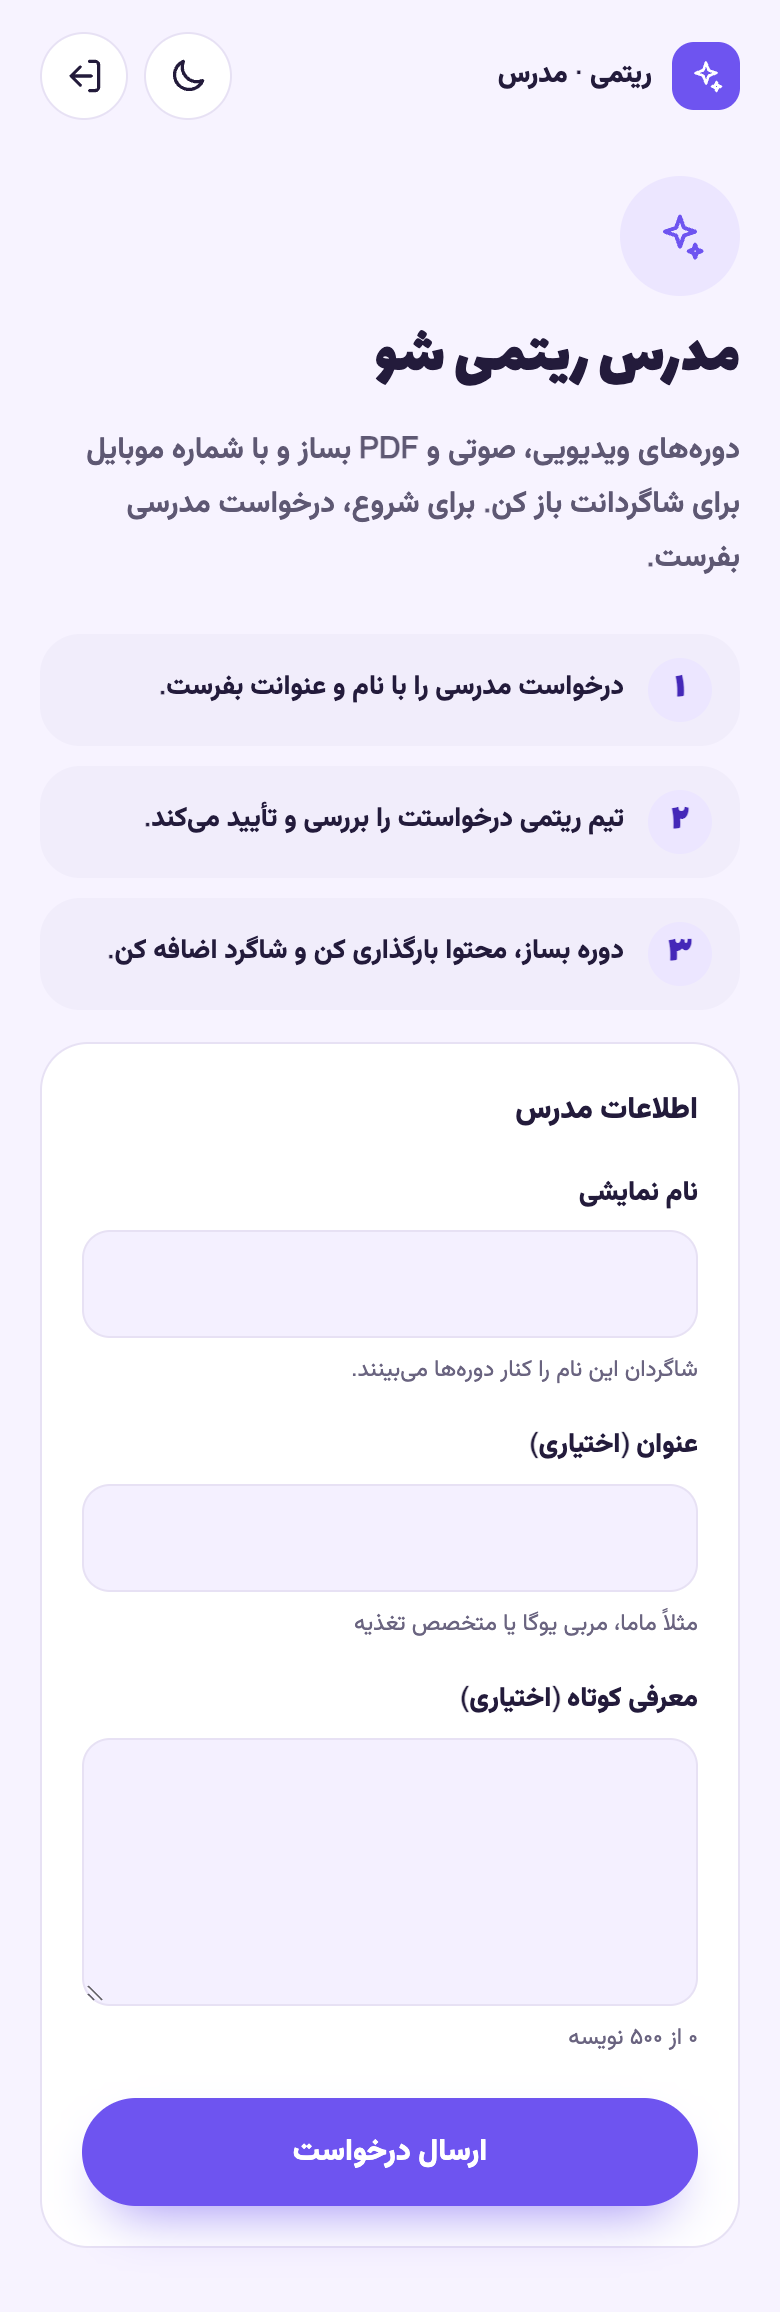 ریتمی · مدرس
مدرس ریتمی شو
دوره‌های ویدیویی، صوتی و PDF بساز و با شماره موبایل
برای شاگردانت باز کن. برای شروع، درخواست مدرسی
بفرست.
۱ درخواست مدرسی را با نام و عنوانت بفرست.
۲ تیم ریتمی درخواستت را بررسی و تأیید می‌کند.
۳ دوره بساز، محتوا بارگذاری کن و شاگرد اضافه کن.
اطلاعات مدرس
نام نمایشی
شاگردان این نام را کنار دوره‌ها می‌بینند.
عنوان (اختیاری)
مثلاً ماما، مربی یوگا یا متخصص تغذیه
معرفی کوتاه (اختیاری)
۰ از ۵۰۰ نویسه
ارسال درخواست